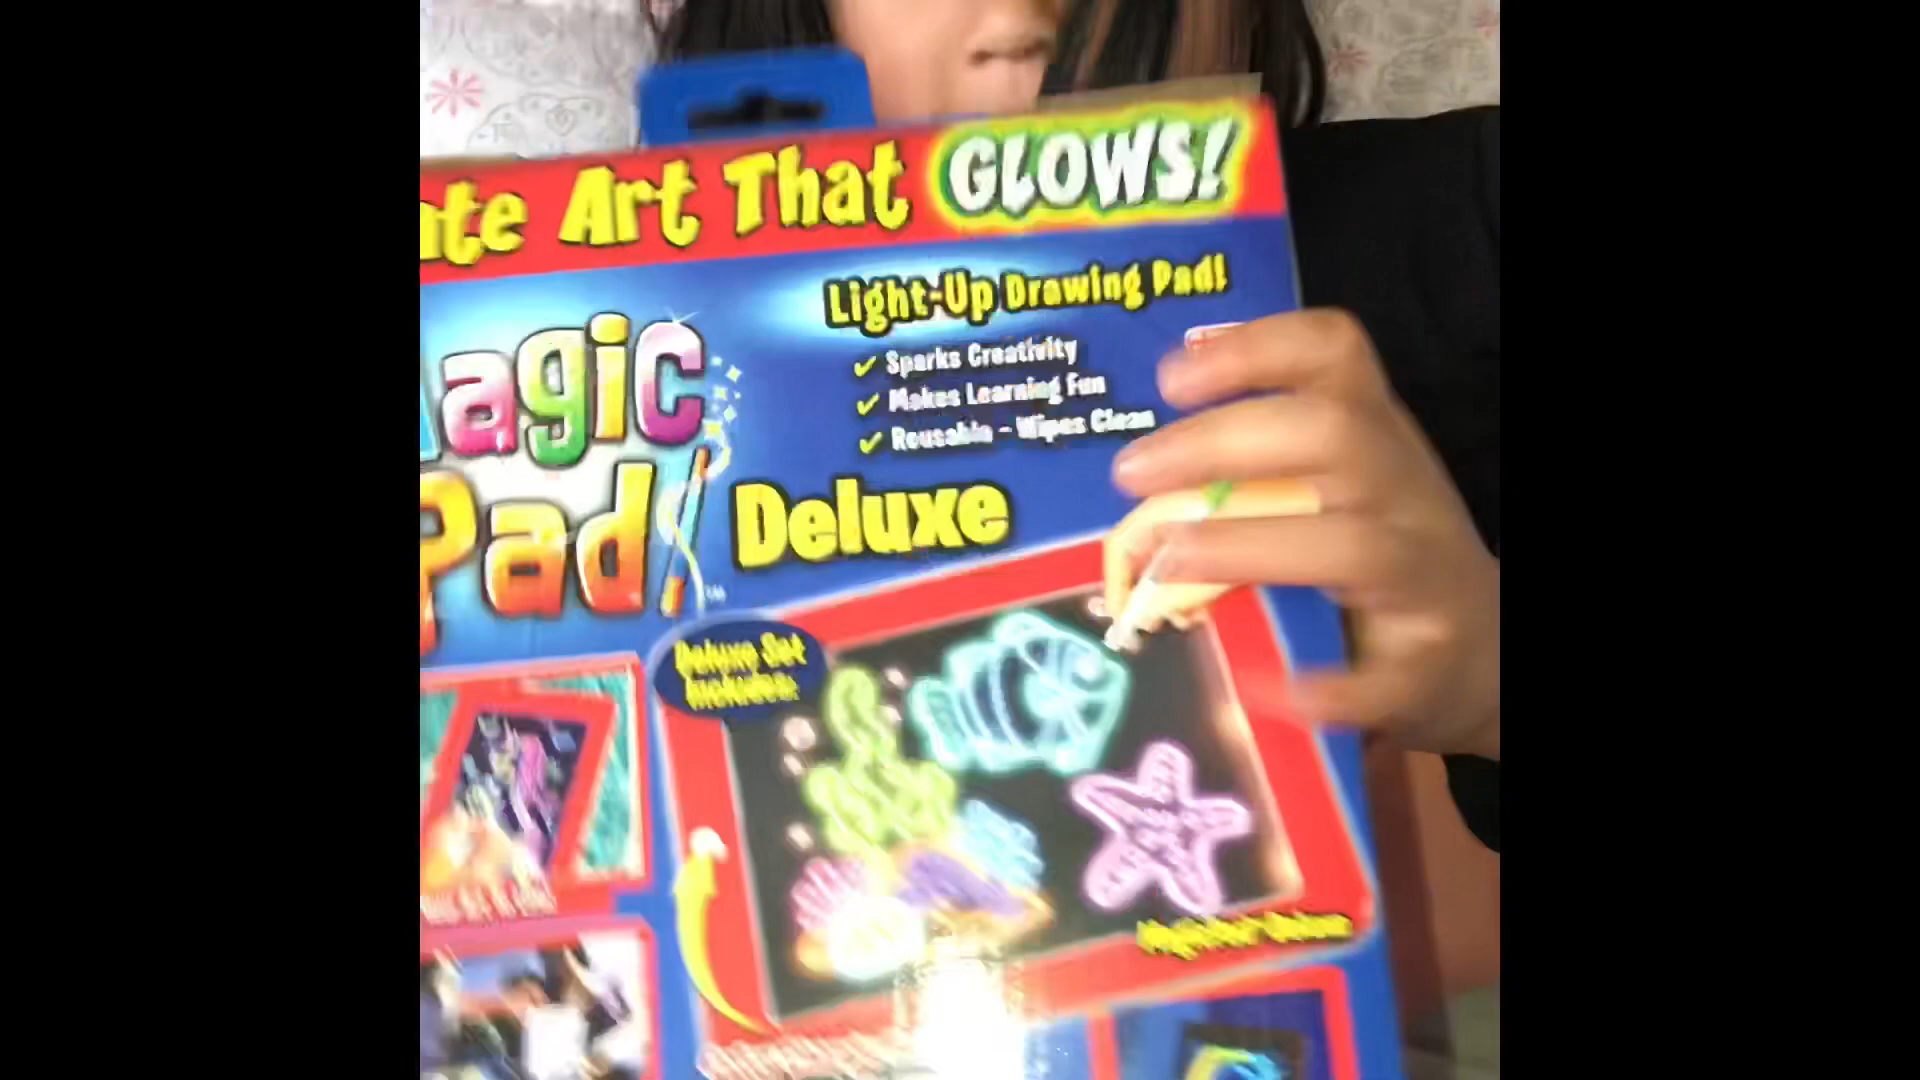 ate Art That GLOWS!
Light-Up Drawing Pad!
✓ Sparks Creativity
✓ Makes Learning Fun
✓ Reusable - Wipes Clean
agic
Pad
TM
Deluxe
Deluxe Set
Includes: